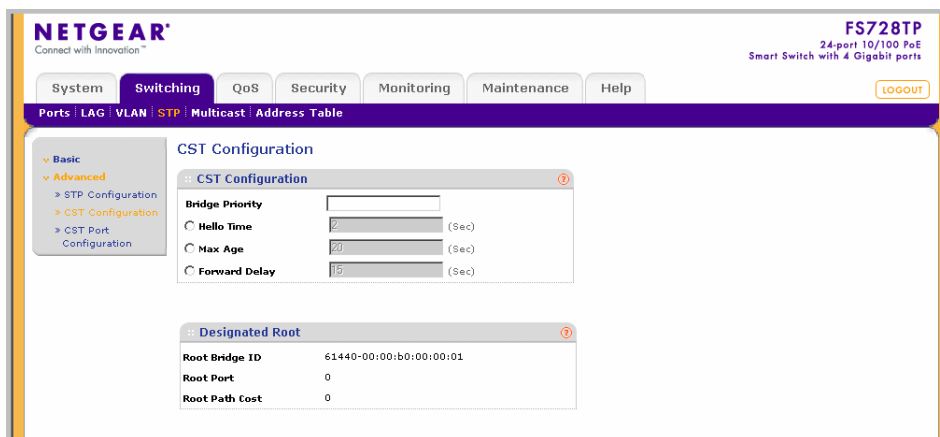 NETGEAR®
Connect with Innovation™
FS728TP
24-port 10/100 PoE
Smart Switch with 4 Gigabit ports
System Switching QoS Security Monitoring Maintenance Help LOGOUT
Ports LAG VLAN STP Multicast Address Table
Basic
Advanced
» STP Configuration
» CST Configuration
» CST Port
Configuration
CST Configuration
CST Configuration ?
Bridge Priority
Hello Time 2 (Sec)
Max Age 20 (Sec)
Forward Delay 15 (Sec)
Designated Root ?
Root Bridge ID 61440-00:00:b0:00:00:01
Root Port 0
Root Path Cost 0